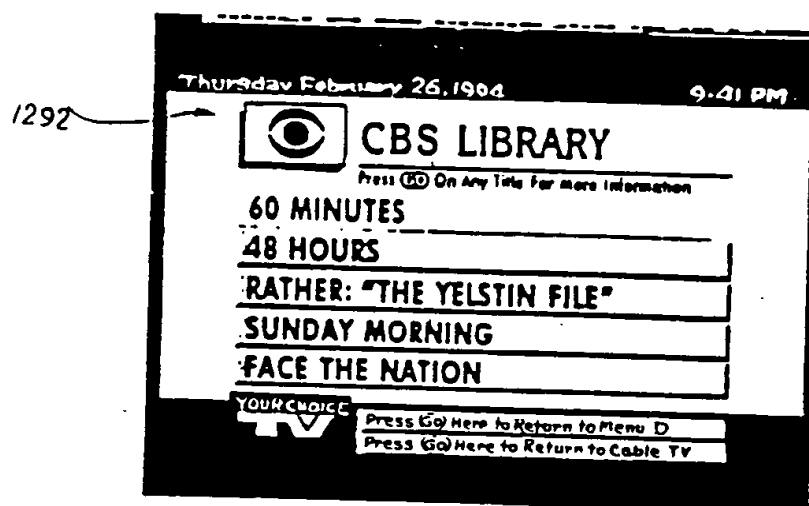 Thursday February 26, 1994
9:41 PM
1292
CBS LIBRARY
Press GO On Any Title For more Information
60 MINUTES
48 HOURS
RATHER: "THE YELSTIN FILE"
SUNDAY MORNING
FACE THE NATION
YOUR CHOICE
TV
Press Go Here to Return to Menu D
Press Go Here to Return to Cable TV